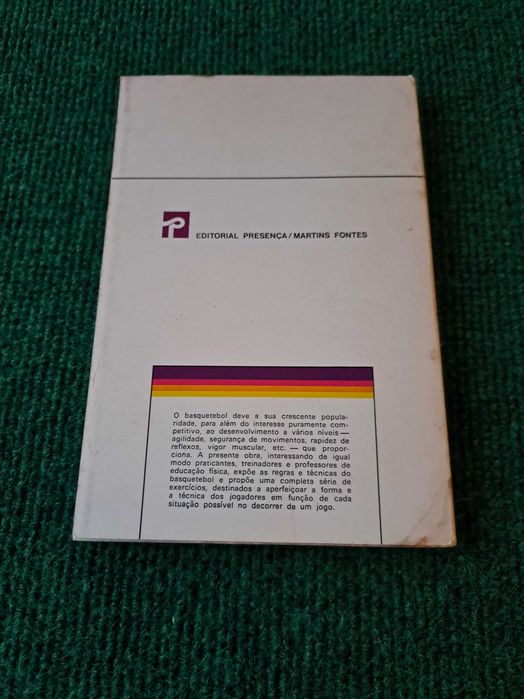 EDITORIAL PRESENÇA/MARTINS FONTES
O basquetebol deve a sua crescente popula-
ridade, para além do interesse puramente com-
petitivo, ao desenvolvimento a vários níveis —
agilidade, segurança de movimentos, rapidez de
reflexos, vigor muscular, etc. — que propor-
ciona. A presente obra, interessando de igual
modo praticantes, treinadores e professores de
educação física, expõe as regras e técnicas do
basquetebol e propõe uma completa série de
exercícios, destinados a aperfeiçoar a forma e
a técnica dos jogadores em função de cada
situação possível no decorrer de um jogo.